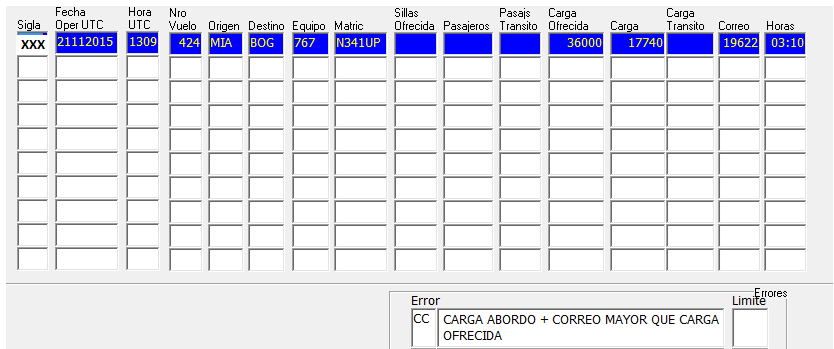 Sigla Fecha Oper UTC Hora UTC Nro Vuelo Origen Destino Equipo Matric Sillas Ofrecida Pasajeros Pasajs Transito Carga Ofrecida Carga Carga Transito Correo Horas
XXX 21112015 1309 424 MIA BOG 767 N341UP 36000 17740 19622 03:10
Errores
Error Limite
CC CARGA ABORDO + CORREO MAYOR QUE CARGA
OFRECIDA